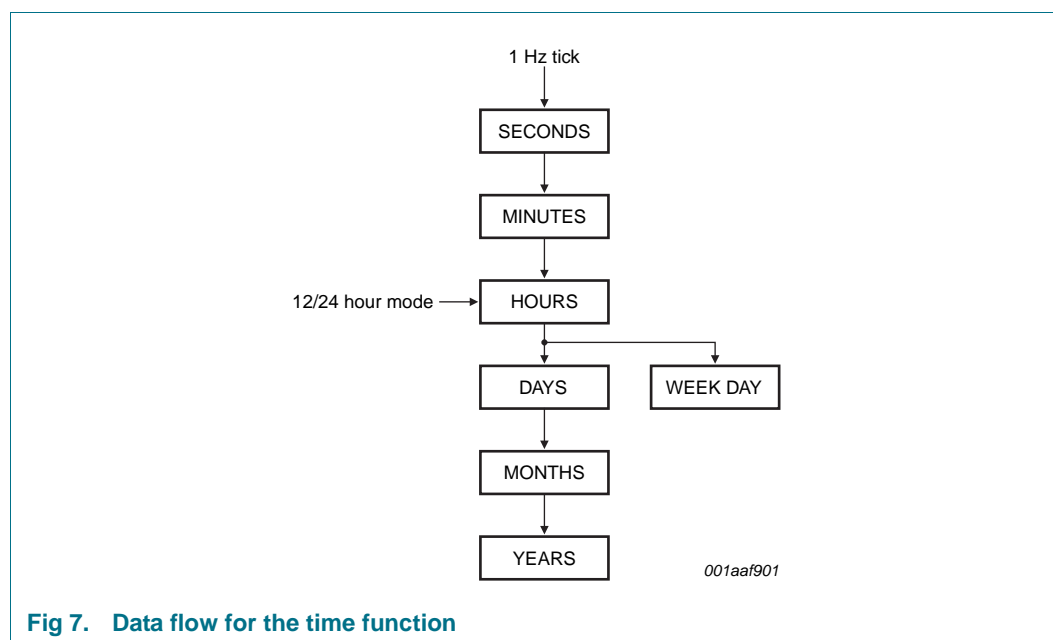 1 Hz tick
SECONDS
MINUTES
12/24 hour mode
HOURS
DAYS
WEEK DAY
MONTHS
YEARS
001aaf901
Fig 7. Data flow for the time function